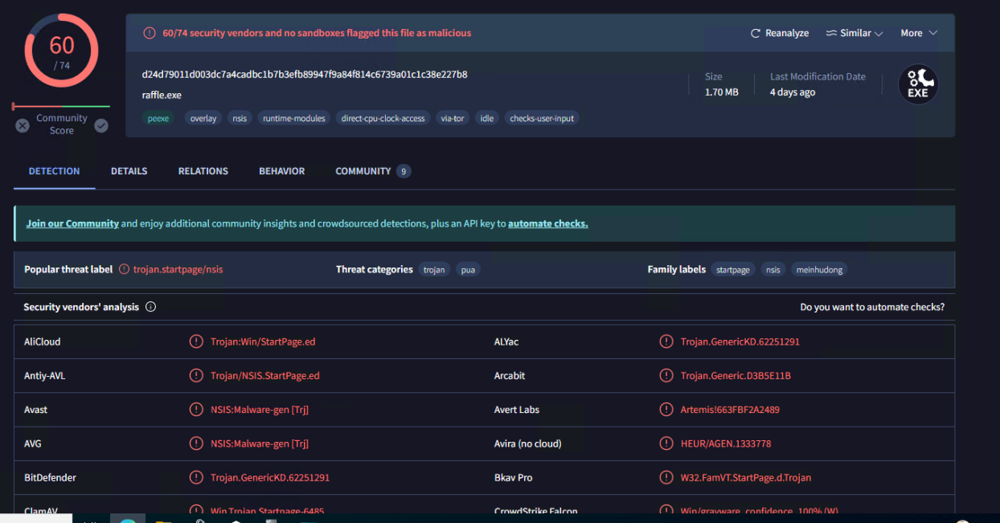 60
/ 74
Community
Score
60/74 security vendors and no sandboxes flagged this file as malicious
Reanalyze Similar More
d24d79011d003dc7a4cadbc1b7b3efb89947f9a84f814c6739a01c1c38e227b8
raffle.exe
Size
1.70 MB
Last Modification Date
4 days ago
EXE
peexe overlay nsis runtime-modules direct-cpu-clock-access via-tor idle checks-user-input
DETECTION DETAILS RELATIONS BEHAVIOR COMMUNITY 9
Join our Community and enjoy additional community insights and crowdsourced detections, plus an API key to automate checks.
Popular threat label trojan.startpage/nsis Threat categories trojan pua Family labels startpage nsis meinhudong
Security vendors' analysis Do you want to automate checks?
AliCloud Trojan:Win/StartPage.ed ALYac Trojan.GenericKD.62251291
Antiy-AVL Trojan/NSIS.StartPage.ed Arcabit Trojan.Generic.D3B5E11B
Avast NSIS:Malware-gen [Trj] Avert Labs Artemis!663FBF2A2489
AVG NSIS:Malware-gen [Trj] Avira (no cloud) HEUR/AGEN.1333778
BitDefender Trojan.GenericKD.62251291 Bkav Pro W32.FamVT.StartPage.d.Trojan
ClamAV Win.Trojan.Startpage-6485 CrowdStrike Falcon Win/grayware_confidence_100% (W)